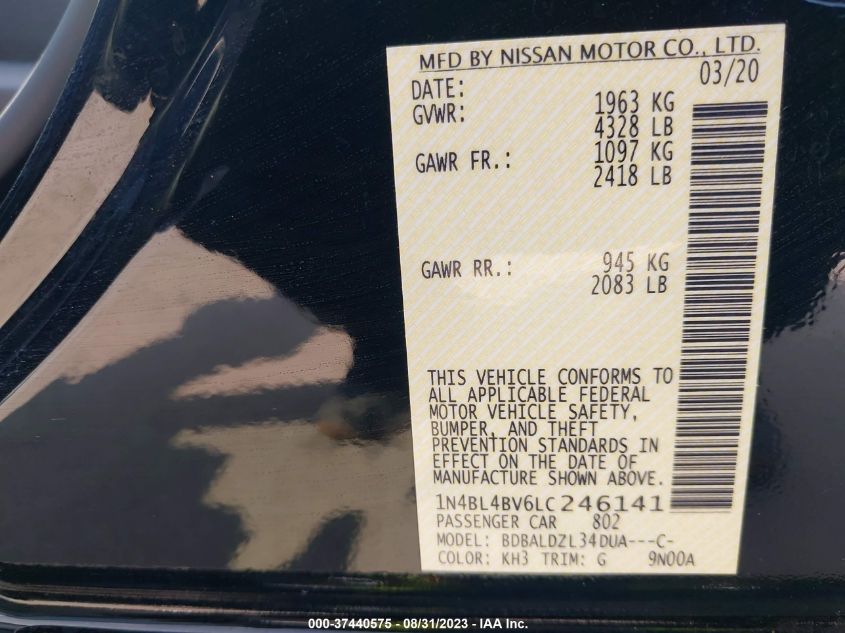 MFD BY NISSAN MOTOR CO., LTD.
DATE: 03/20
GVWR: 1963 KG
4328 LB
GAWR FR.: 1097 KG
2418 LB
GAWR RR.: 945 KG
2083 LB
THIS VEHICLE CONFORMS TO
ALL APPLICABLE FEDERAL
MOTOR VEHICLE SAFETY,
BUMPER, AND THEFT
PREVENTION STANDARDS IN
EFFECT ON THE DATE OF
MANUFACTURE SHOWN ABOVE.
1N4BL4BV6LC246141
PASSENGER CAR 802
MODEL: BDBALDZL34DUA---C-
COLOR: KH3 TRIM: G 9N00A
000-37440575 - 08/31/2023 - IAA Inc.